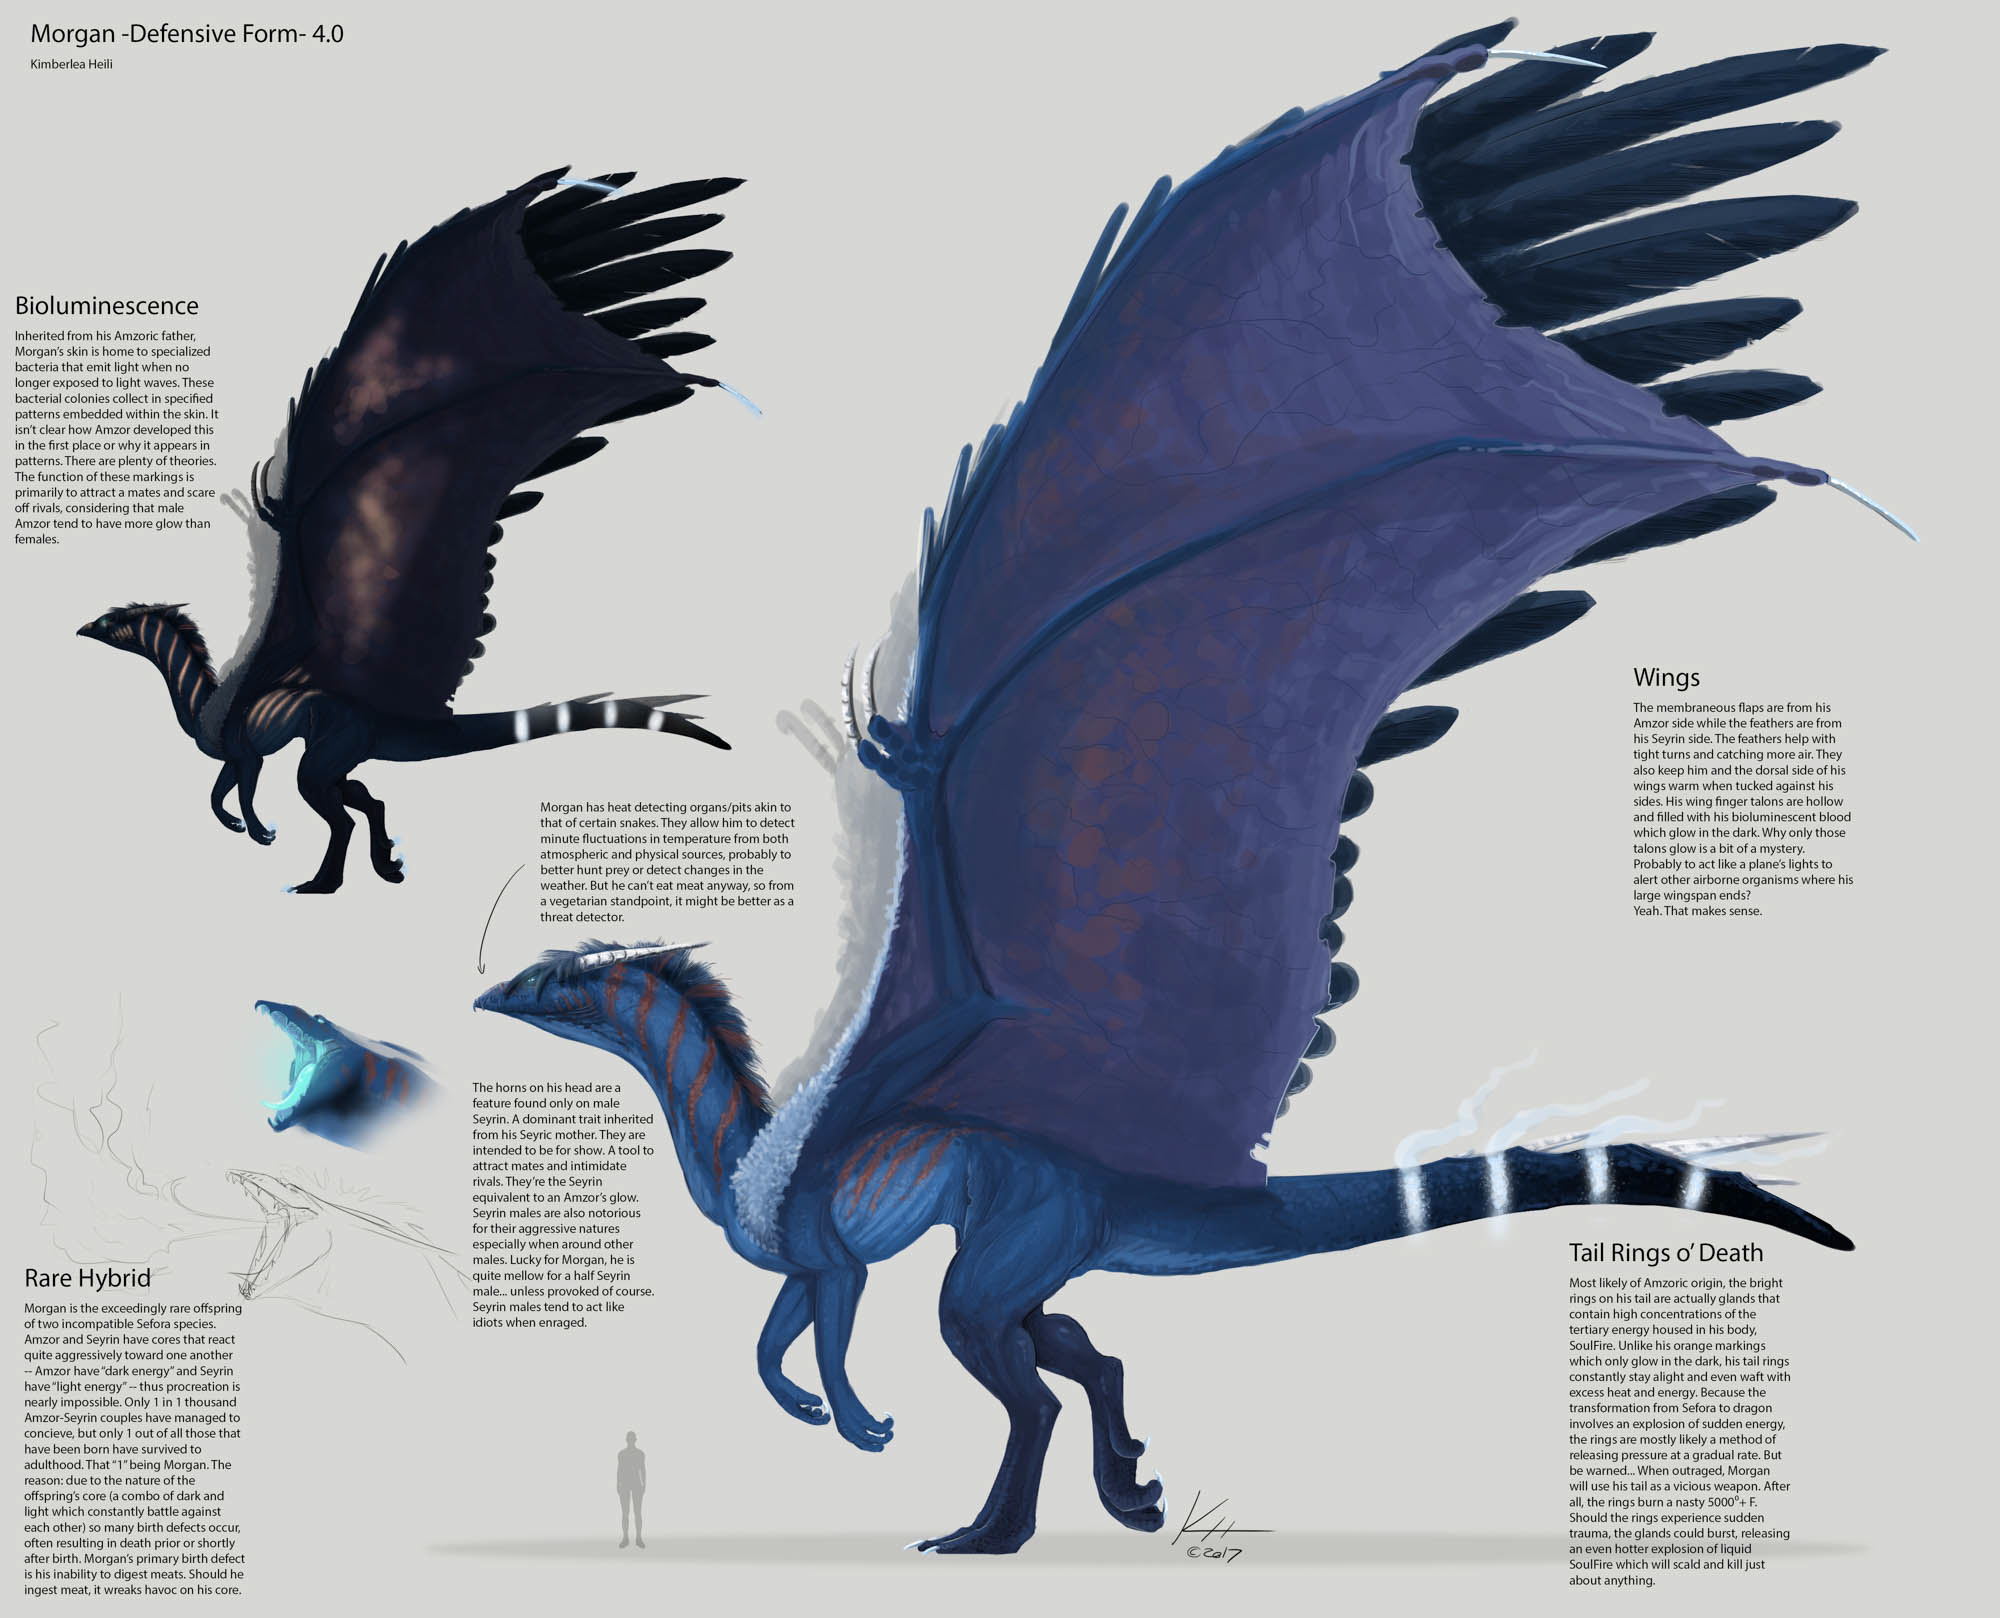 Morgan -Defensive Form- 4.0
Kimberlea Heili
Bioluminescence
Inherited from his Amzoric father,
Morgan's skin is home to specialized
bacteria that emit light when no
longer exposed to light waves. These
bacterial colonies collect in specified
patterns embedded within the skin. It
isn't clear how Amzor developed this
in the first place or why it appears in
patterns. There are plenty of theories.
The function of these markings is
primarily to attract a mates and scare
off rivals, considering that male
Amzor tend to have more glow than
females.
Wings
The membraneous flaps are from his
Amzor side while the feathers are from
his Seyrin side. The feathers help with
tight turns and catching more air. They
also keep him and the dorsal side of his
wings warm when tucked against his
sides. His wing finger talons are hollow
and filled with his bioluminescent blood
which glow in the dark. Why only those
talons glow is a bit of a mystery.
Probably to act like a plane's lights to
alert other airborne organisms where his
large wingspan ends?
Yeah. That makes sense.
Morgan has heat detecting organs/pits akin to
that of certain snakes. They allow him to detect
minute fluctuations in temperature from both
atmospheric and physical sources, probably to
better hunt prey or detect changes in the
weather. But he can't eat meat anyway, so from
a vegetarian standpoint, it might be better as a
threat detector.
The horns on his head are a
feature found only on male
Seyrin. A dominant trait inherited
from his Seyric mother. They are
intended to be for show. A tool to
attract mates and intimidate
rivals. They're the Seyrin
equivalent to an Amzor's glow.
Seyrin males are also notorious
for their aggressive natures
especially when around other
males. Lucky for Morgan, he is
quite mellow for a half Seyrin
male... unless provoked of course.
Seyrin males tend to act like
idiots when enraged.
Rare Hybrid
Morgan is the exceedingly rare offspring
of two incompatible Sefora species.
Amzor and Seyrin have cores that react
quite aggressively toward one another
-- Amzor have "dark energy" and Seyrin
have "light energy" -- thus procreation is
nearly impossible. Only 1 in 1 thousand
Amzor-Seyrin couples have managed to
concieve, but only 1 out of all those that
have been born have survived to
adulthood. That "1" being Morgan. The
reason: due to the nature of the
offspring's core (a combo of dark and
light which constantly battle against
each other) so many birth defects occur,
often resulting in death prior or shortly
after birth. Morgan's primary birth defect
is his inability to digest meats. Should he
ingest meat, it wreaks havoc on his core.
Tail Rings o' Death
Most likely of Amzoric origin, the bright
rings on his tail are actually glands that
contain high concentrations of the
tertiary energy housed in his body,
SoulFire. Unlike his orange markings
which only glow in the dark, his tail rings
constantly stay alight and even waft with
excess heat and energy. Because the
transformation from Sefora to dragon
involves an explosion of sudden energy,
the rings are mostly likely a method of
releasing pressure at a gradual rate. But
be warned... When outraged, Morgan
will use his tail as a vicious weapon. After
all, the rings burn a nasty 5000°+ F.
Should the rings experience sudden
trauma, the glands could burst, releasing
an even hotter explosion of liquid
SoulFire which will scald and kill just
about anything.
KH
©2017